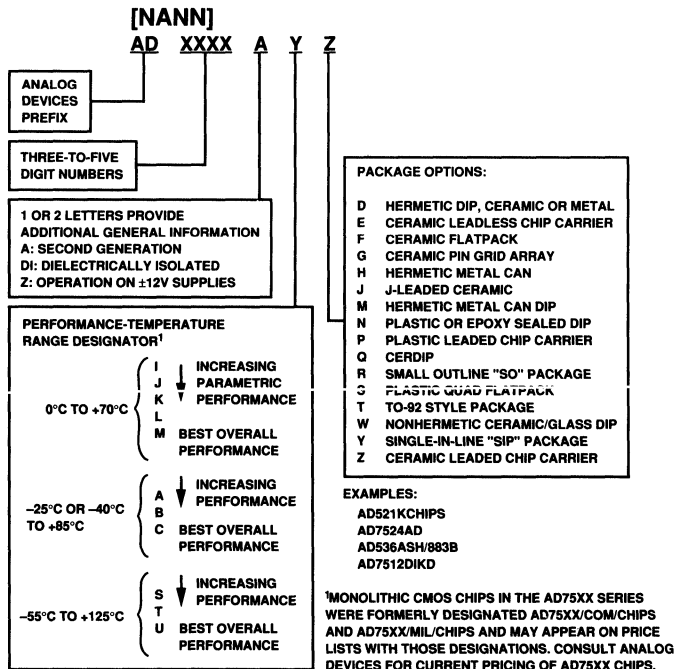 [NANN]
AD XXXX A Y Z
ANALOG
DEVICES
PREFIX
THREE-TO-FIVE
DIGIT NUMBERS
1 OR 2 LETTERS PROVIDE
ADDITIONAL GENERAL INFORMATION
A: SECOND GENERATION
DI: DIELECTRICALLY ISOLATED
Z: OPERATION ON ±12V SUPPLIES
PERFORMANCE-TEMPERATURE
RANGE DESIGNATOR¹
0°C TO +70°C
I INCREASING
J PARAMETRIC
K PERFORMANCE
L
M BEST OVERALL
PERFORMANCE
–25°C OR –40°C
TO +85°C
INCREASING
A PERFORMANCE
B
C BEST OVERALL
PERFORMANCE
–55°C TO +125°C
INCREASING
S PERFORMANCE
T
U BEST OVERALL
PERFORMANCE
PACKAGE OPTIONS:
D HERMETIC DIP, CERAMIC OR METAL
E CERAMIC LEADLESS CHIP CARRIER
F CERAMIC FLATPACK
G CERAMIC PIN GRID ARRAY
H HERMETIC METAL CAN
J J-LEADED CERAMIC
M HERMETIC METAL CAN DIP
N PLASTIC OR EPOXY SEALED DIP
P PLASTIC LEADED CHIP CARRIER
Q CERDIP
R SMALL OUTLINE "SO" PACKAGE
S PLASTIC QUAD FLATPACK
T TO-92 STYLE PACKAGE
W NONHERMETIC CERAMIC/GLASS DIP
Y SINGLE-IN-LINE "SIP" PACKAGE
Z CERAMIC LEADED CHIP CARRIER
EXAMPLES:
AD521KCHIPS
AD7524AD
AD536ASH/883B
AD7512DIKD
¹MONOLITHIC CMOS CHIPS IN THE AD75XX SERIES
WERE FORMERLY DESIGNATED AD75XX/COM/CHIPS
AND AD75XX/MIL/CHIPS AND MAY APPEAR ON PRICE
LISTS WITH THOSE DESIGNATIONS. CONSULT ANALOG
DEVICES FOR CURRENT PRICING OF AD75XX CHIPS.